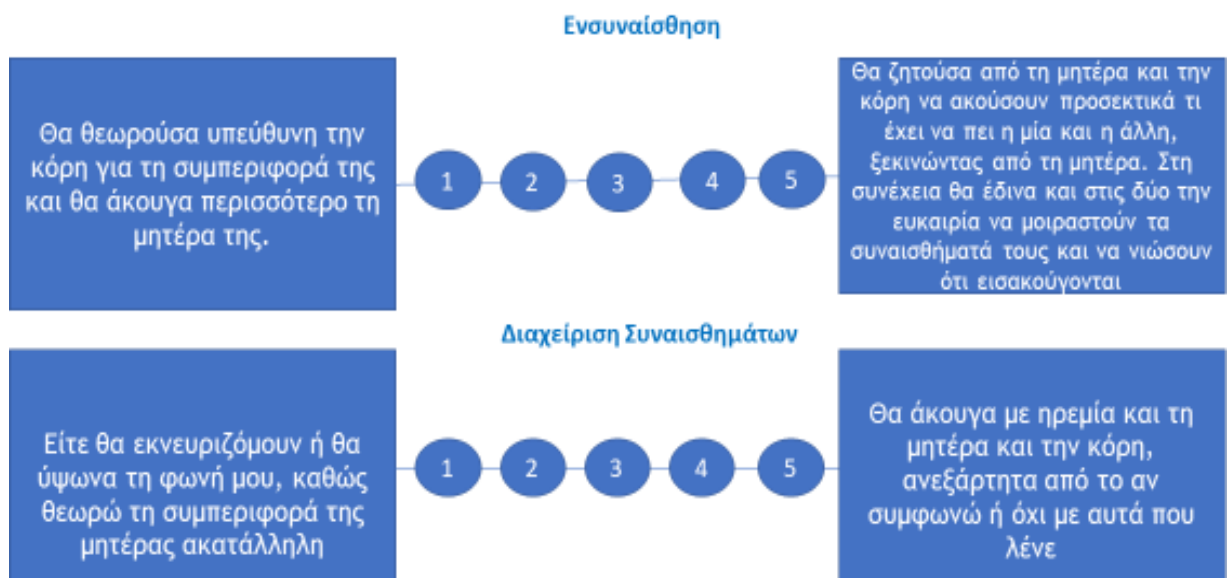 Ενσυναίσθηση
Θα θεωρούσα υπεύθυνη την
κόρη για τη συμπεριφορά της
και θα άκουγα περισσότερο τη
μητέρα της.
1 2 3 4 5
Θα ζητούσα από τη μητέρα και την
κόρη να ακούσουν προσεκτικά τι
έχει να πει η μία και η άλλη,
ξεκινώντας από τη μητέρα. Στη
συνέχεια θα έδινα και στις δύο την
ευκαιρία να μοιραστούν τα
συναισθήματά τους και να νιώσουν
ότι εισακούγονται
Διαχείριση Συναισθημάτων
Είτε θα εκνευριζόμουν ή θα
ύψωνα τη φωνή μου, καθώς
θεωρώ τη συμπεριφορά της
μητέρας ακατάλληλη
1 2 3 4 5
Θα άκουγα με ηρεμία και τη
μητέρα και την κόρη,
ανεξάρτητα από το αν
συμφωνώ ή όχι με αυτά που
λένε